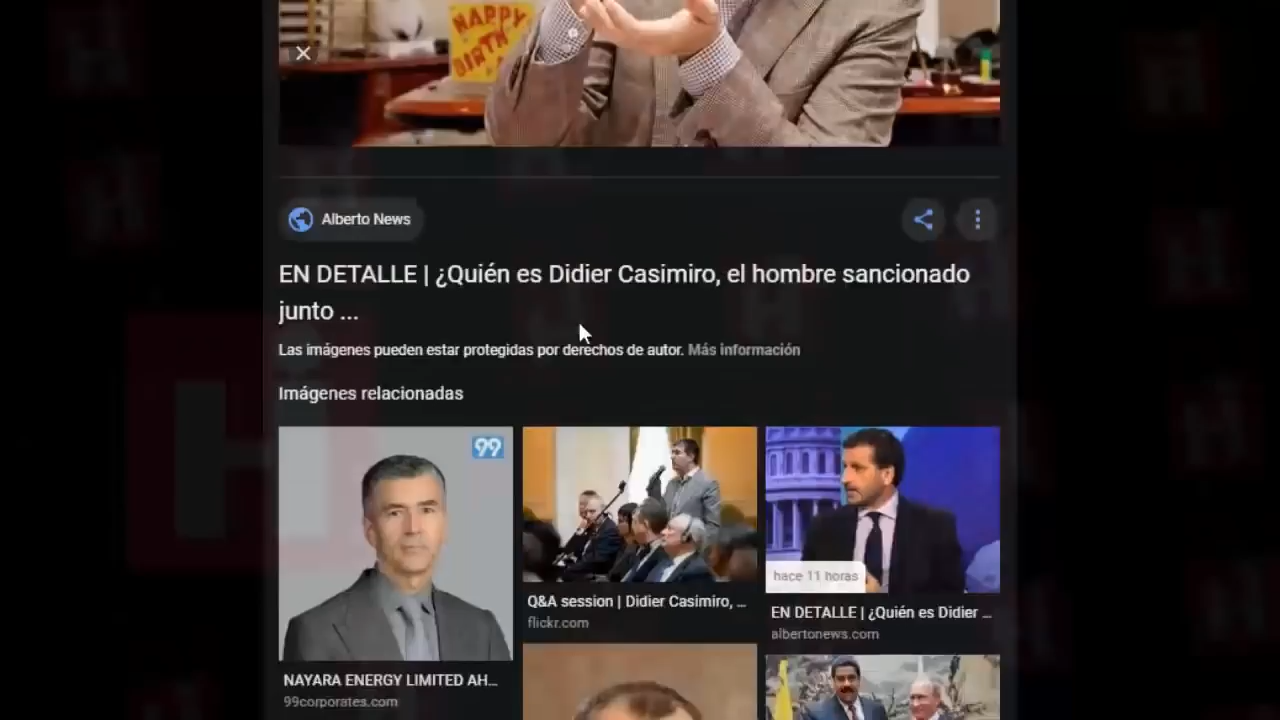 HAPPY
BIRTH
Alberto News
EN DETALLE | ¿Quién es Didier Casimiro, el hombre sancionado
junto ...
Las imágenes pueden estar protegidas por derechos de autor. Más información
Imágenes relacionadas
99
hace 11 horas
NAYARA ENERGY LIMITED AH...
99corporates.com
Q&A session | Didier Casimiro, ...
flickr.com
EN DETALLE | ¿Quién es Didier ...
albertonews.com